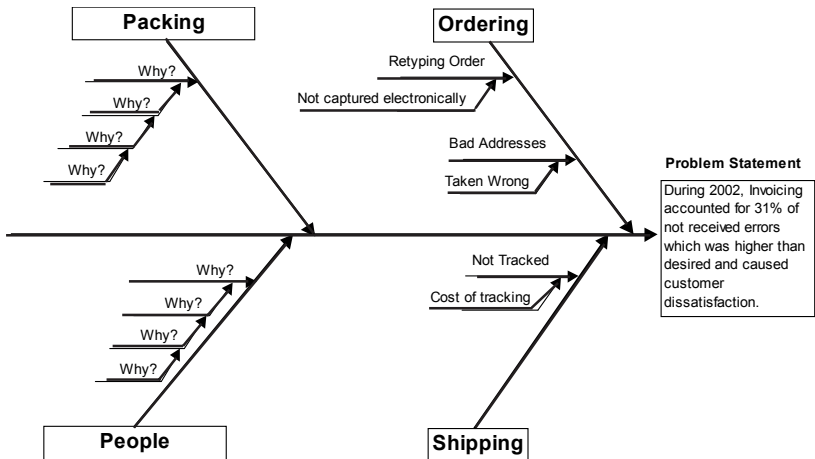 Packing
Ordering
Why?
Why?
Why?
Why?
Retyping Order
Not captured electronically
Bad Addresses
Taken Wrong
Problem Statement
During 2002, Invoicing
accounted for 31% of
not received errors
which was higher than
desired and caused
customer
dissatisfaction.
Why?
Why?
Why?
Why?
Not Tracked
Cost of tracking
People
Shipping